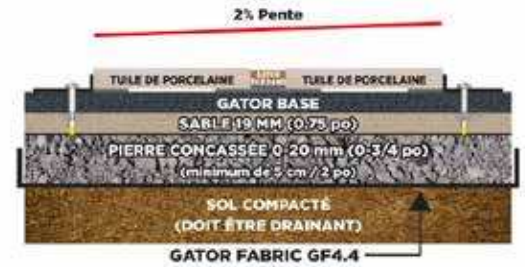 2% Pente
TUILE DE PORCELAINE TUILE DE PORCELAINE
GATOR BASE
SABLE 19 MM (0.75 po)
PIERRE CONCASSÉE 0-20 mm (0-3/4 po)
(minimum de 5 cm / 2 po)
SOL COMPACTÉ
(DOIT ÊTRE DRAINANT)
GATOR FABRIC GF4.4